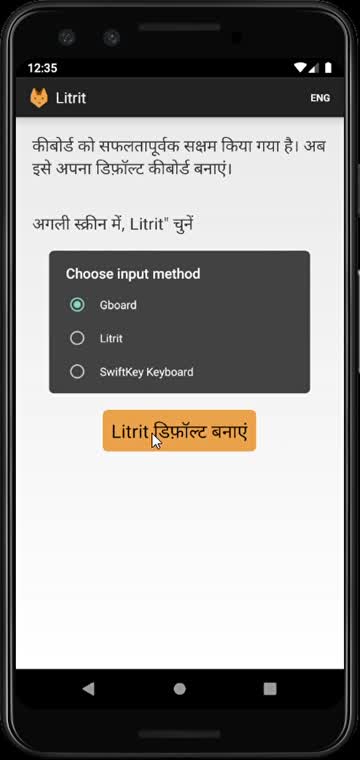 12:35
Litrit
ENG
कीबोर्ड को सफलतापूर्वक सक्षम किया गया है। अब
इसे अपना डिफ़ॉल्ट कीबोर्ड बनाएं।
अगली स्क्रीन में, Litrit" चुनें
Choose input method
Gboard
Litrit
SwiftKey Keyboard
Litrit डिफ़ॉल्ट बनाएं